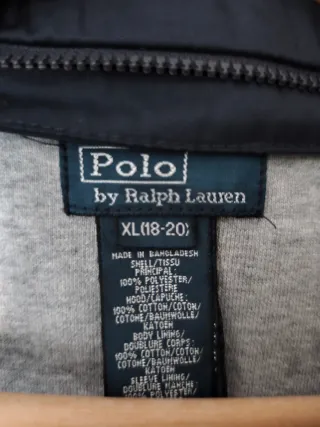 Polo
by Ralph Lauren
XL(18-20)
MADE IN BANGLADESH
SHELL/TISSU
PRINCIPAL:
100% POLYESTER/
POLIESTERE
HOOD/CAPUCHE:
100% COTTON/COTON/
COTONE/BAUMWOLLE/
KATOEN
BODY LINING/
DOUBLURE CORPS:
100% COTTON/COTON/
COTONE/BAUMWOLLE/
KATOEN
SLEEVE LINING/
DOUBLURE MANCHE:
100% POLYESTER/